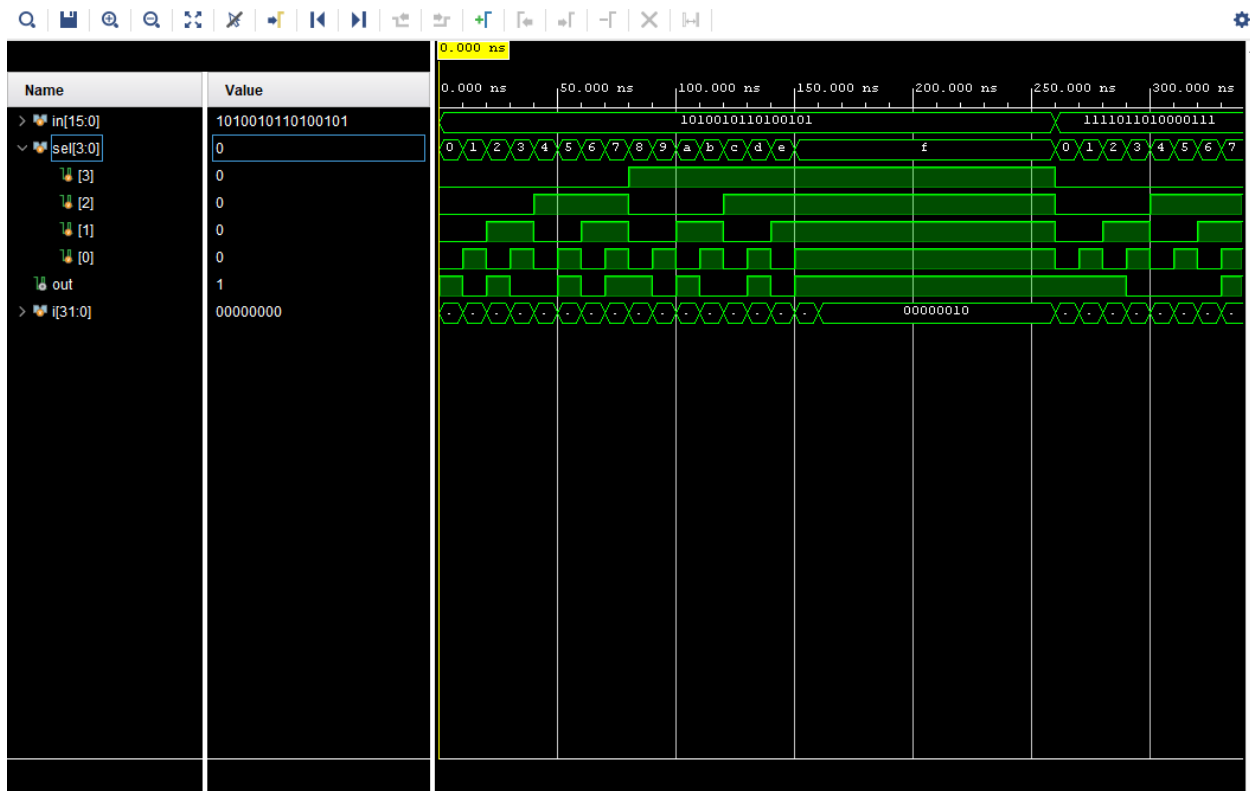 0.000 ns
Name Value 0.000 ns 50.000 ns 100.000 ns 150.000 ns 200.000 ns 250.000 ns 300.000 ns
in[15:0] 1010010110100101 1010010110100101 1111011010000111
sel[3:0] 0 0 1 2 3 4 5 6 7 8 9 a b c d e f 0 1 2 3 4 5 6 7
[3] 0
[2] 0
[1] 0
[0] 0
out 1
i[31:0] 00000000 00000010